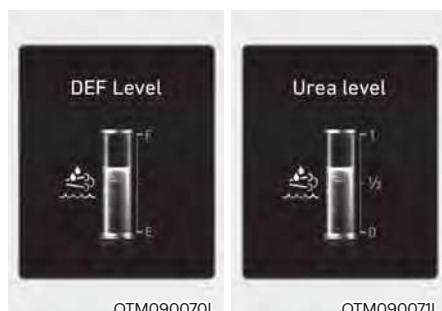 DEF Level
F
E
OTM090070L
Urea level
1
1/2
0
OTM090071L